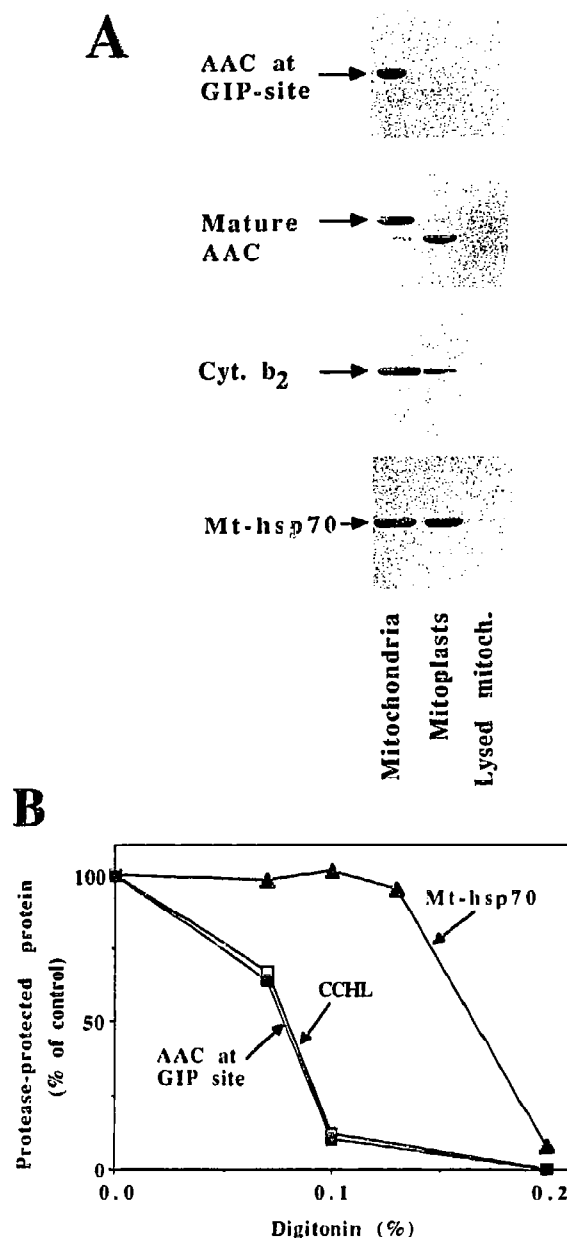 A
AAC at
GIP-site
Mature
AAC
Cyt. b2
Mt-hsp70
Mitochondria
Mitoplasts
Lysed mitoch.
B
Protease-protected protein
(% of control)
100
50
0
Mt-hsp70
CCHL
AAC at
GIP site
0.0
0.1
0.2
Digitonin (%)